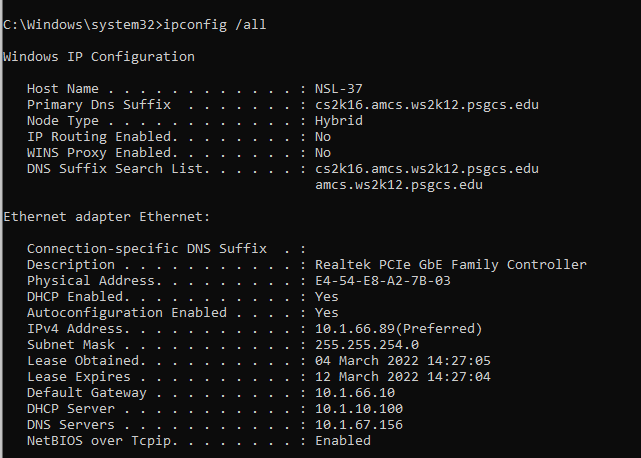 C:\Windows\system32>ipconfig /all
Windows IP Configuration
Host Name . . . . . . . . . . . . : NSL-37
Primary Dns Suffix  . . . . . . . : cs2k16.amcs.ws2k12.psgcs.edu
Node Type . . . . . . . . . . . . : Hybrid
IP Routing Enabled. . . . . . . . : No
WINS Proxy Enabled. . . . . . . . : No
DNS Suffix Search List. . . . . . : cs2k16.amcs.ws2k12.psgcs.edu
amcs.ws2k12.psgcs.edu
Ethernet adapter Ethernet:
Connection-specific DNS Suffix  . :
Description . . . . . . . . . . . : Realtek PCIe GbE Family Controller
Physical Address. . . . . . . . . : E4-54-E8-A2-7B-03
DHCP Enabled. . . . . . . . . . . : Yes
Autoconfiguration Enabled . . . . : Yes
IPv4 Address. . . . . . . . . . . : 10.1.66.89(Preferred)
Subnet Mask . . . . . . . . . . . : 255.255.254.0
Lease Obtained. . . . . . . . . . : 04 March 2022 14:27:05
Lease Expires . . . . . . . . . . : 12 March 2022 14:27:04
Default Gateway . . . . . . . . . : 10.1.66.10
DHCP Server . . . . . . . . . . . : 10.1.10.100
DNS Servers . . . . . . . . . . . : 10.1.67.156
NetBIOS over Tcpip. . . . . . . . : Enabled